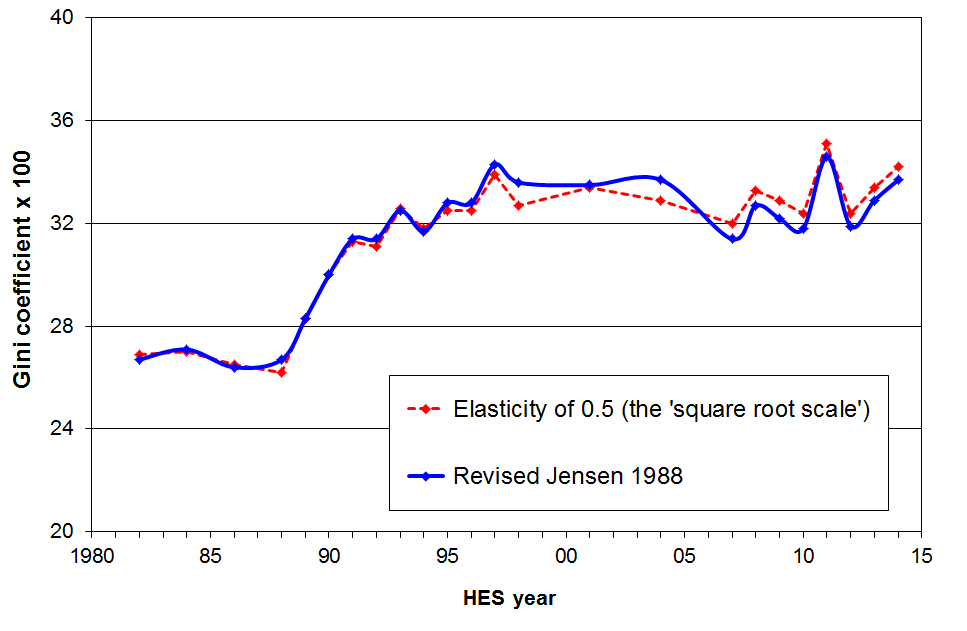 40
36
32
28
24
20
Gini coefficient x 100
Elasticity of 0.5 (the 'square root scale')
Revised Jensen 1988
1980 85 90 95 00 05 10 15
HES year